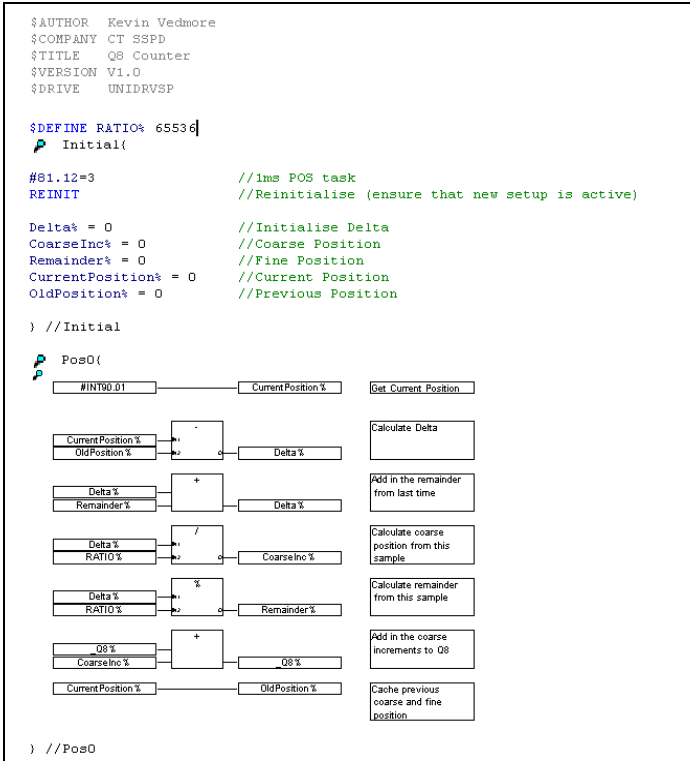 $AUTHOR Kevin Vedmore
$COMPANY CT SSPD
$TITLE Q8 Counter
$VERSION V1.0
$DRIVE UNIDRVSP
$DEFINE RATIO% 65536
Initial{
#81.12=3 //1ms POS task
REINIT //Reinitialise (ensure that new setup is active)
Delta% = 0 //Initialise Delta
CoarseInc% = 0 //Coarse Position
Remainder% = 0 //Fine Position
CurrentPosition% = 0 //Current Position
OldPosition% = 0 //Previous Position
} //Initial
Pos0{
#INT90.01 CurrentPosition% Get Current Position
-
Calculate Delta
CurrentPosition%
OldPosition% Delta%
+
Add in the remainder
from last time
Delta%
Remainder% Delta%
/
Calculate coarse
position from this
sample
Delta%
RATIO% CoarseInc%
%
Calculate remainder
from this sample
Delta%
RATIO% Remainder%
+
Add in the coarse
increments to Q8
_Q8%
CoarseInc% _Q8%
CurrentPosition% OldPosition% Cache previous
coarse and fine
position
} //Pos0